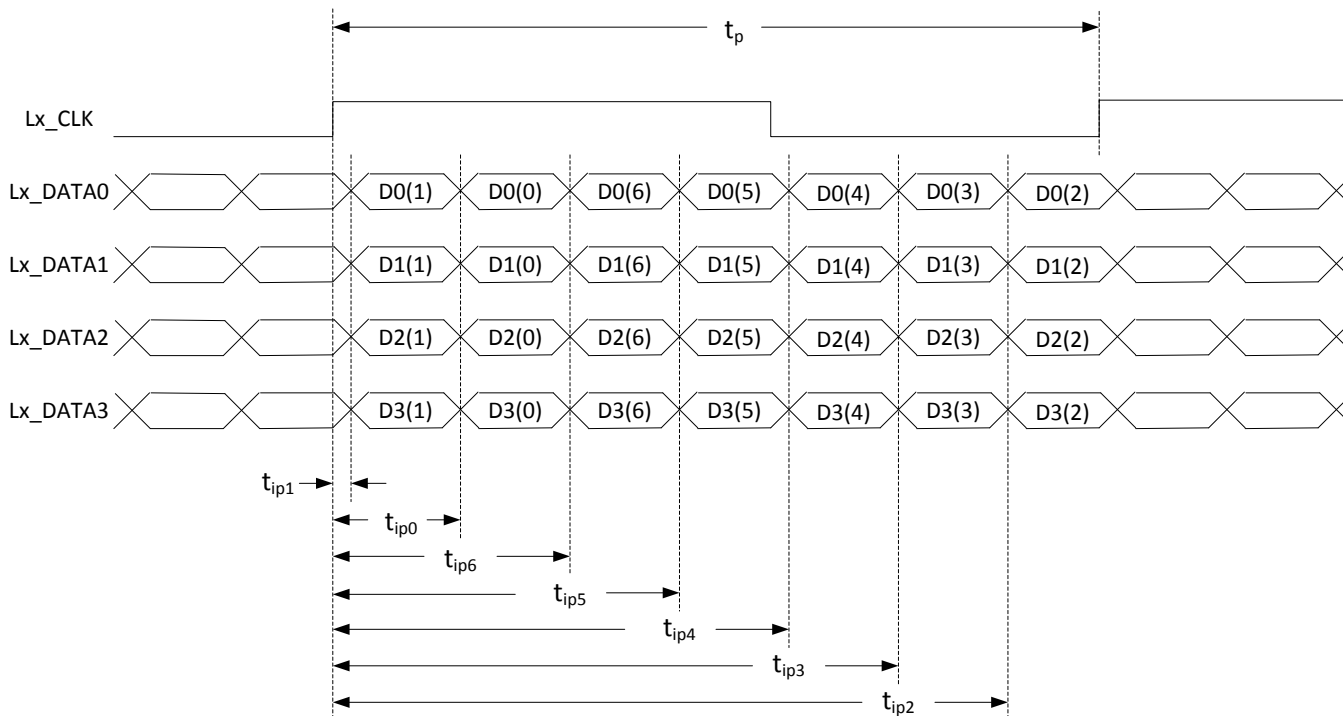 tp
Lx_CLK
Lx_DATA0 D0(1) D0(0) D0(6) D0(5) D0(4) D0(3) D0(2)
Lx_DATA1 D1(1) D1(0) D1(6) D1(5) D1(4) D1(3) D1(2)
Lx_DATA2 D2(1) D2(0) D2(6) D2(5) D2(4) D2(3) D2(2)
Lx_DATA3 D3(1) D3(0) D3(6) D3(5) D3(4) D3(3) D3(2)
tip1
tip0
tip6
tip5
tip4
tip3
tip2